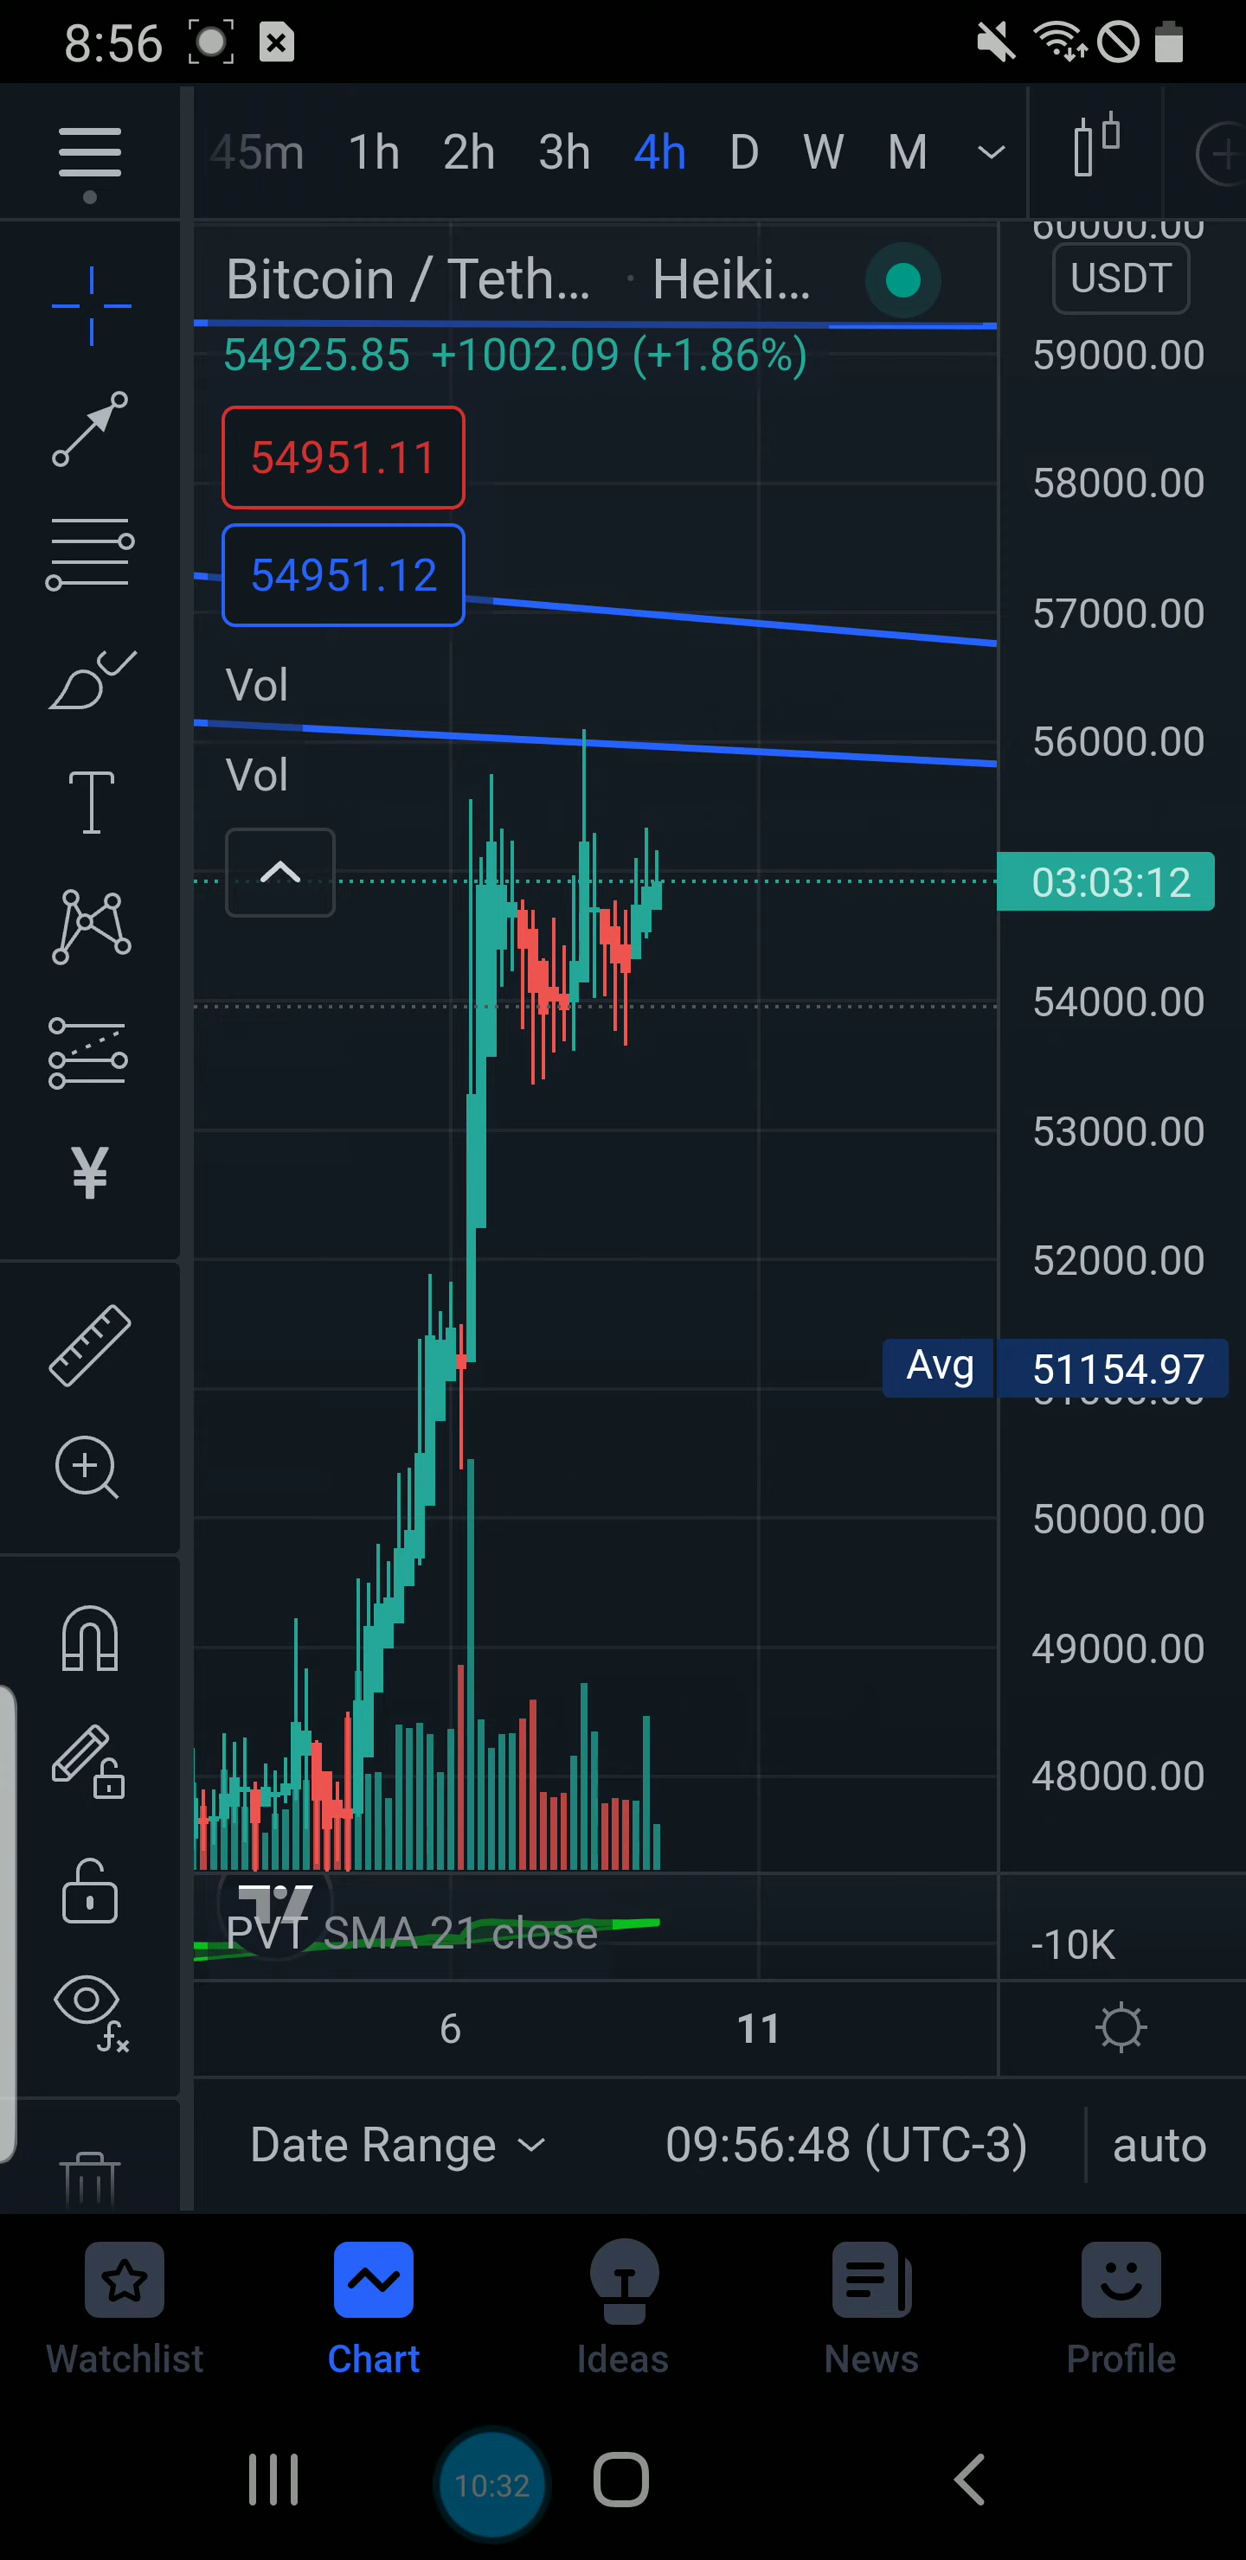 8:56
45m 1h 2h 3h 4h D W M
Bitcoin / Teth... · Heiki...
60000.00
USDT
54925.85 +1002.09 (+1.86%)
59000.00
54951.11
58000.00
54951.12
57000.00
Vol
56000.00
Vol
03:03:12
54000.00
53000.00
¥
52000.00
Avg 51154.97
50000.00
49000.00
48000.00
PVT SMA 21 close
-10K
6 11
Date Range 09:56:48 (UTC-3) auto
Watchlist Chart Ideas News Profile
10:32